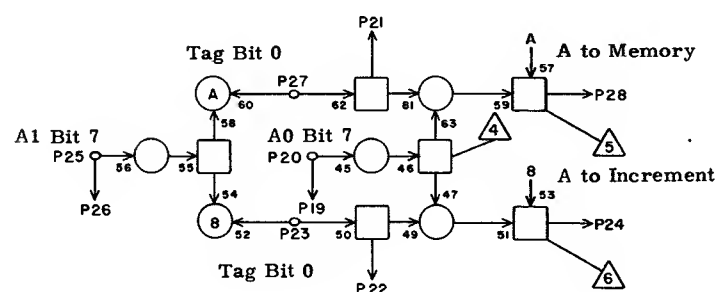 P21
Tag Bit 0
A
A to Memory
P27
57
A
60
62
81
59
P28
58
63
4
A1 Bit 7
A0 Bit 7
5
P25
P20
56
55
45
46
54
47
8
A to Increment
P26
P19
53
8
P23
P24
52
50
49
51
Tag Bit 0
6
P22